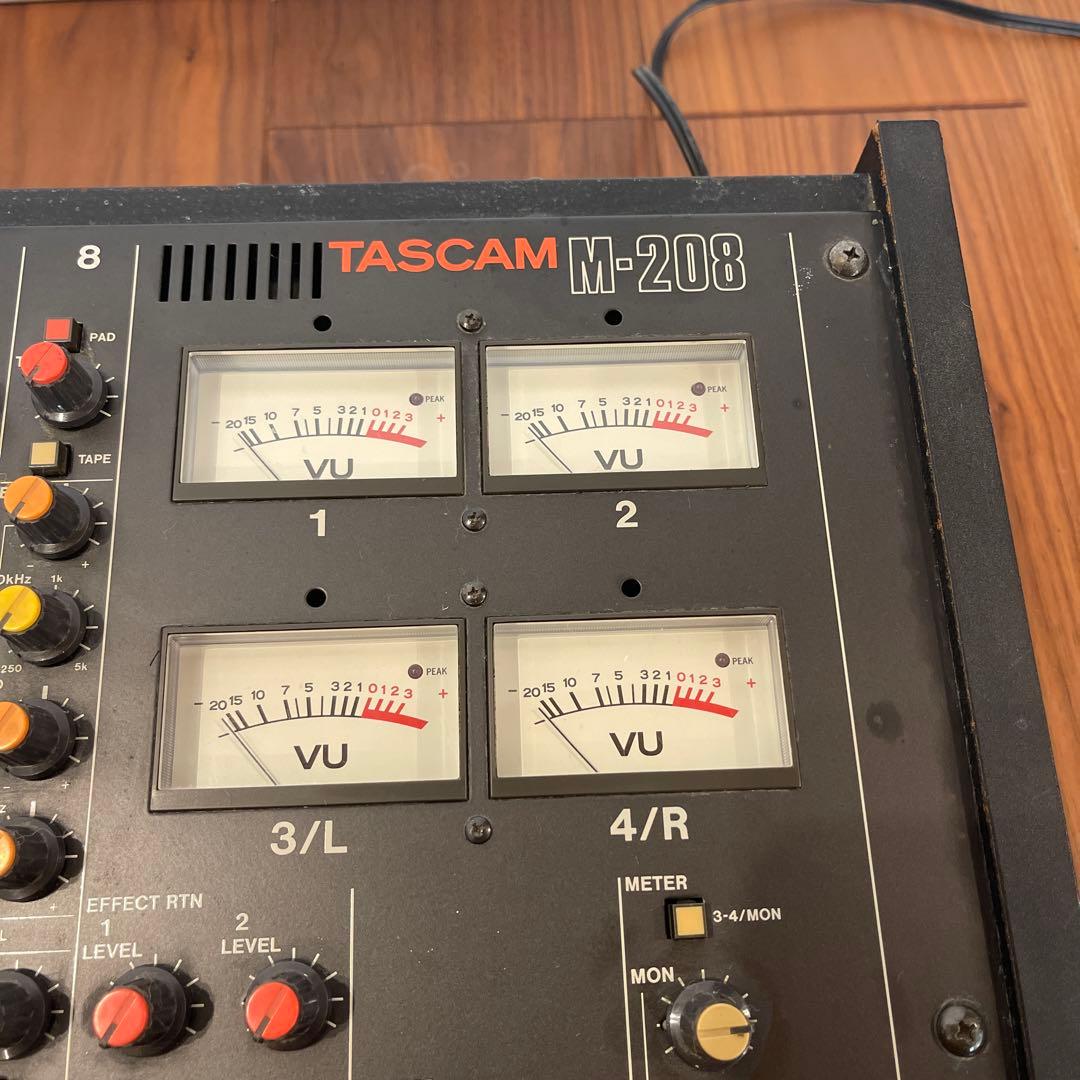 8
TASCAM M-208
PAD
TAPE
- +
0kHz 1k
250 5k
- +
+
- 20 15 10 7 5 3 2 1 0 1 2 3 +
PEAK
VU
1
- 20 15 10 7 5 3 2 1 0 1 2 3 +
PEAK
VU
2
- 20 15 10 7 5 3 2 1 0 1 2 3 +
PEAK
VU
3/L
- 20 15 10 7 5 3 2 1 0 1 2 3 +
PEAK
VU
4/R
EFFECT RTN
1
LEVEL
2
LEVEL
METER
3-4/MON
MON